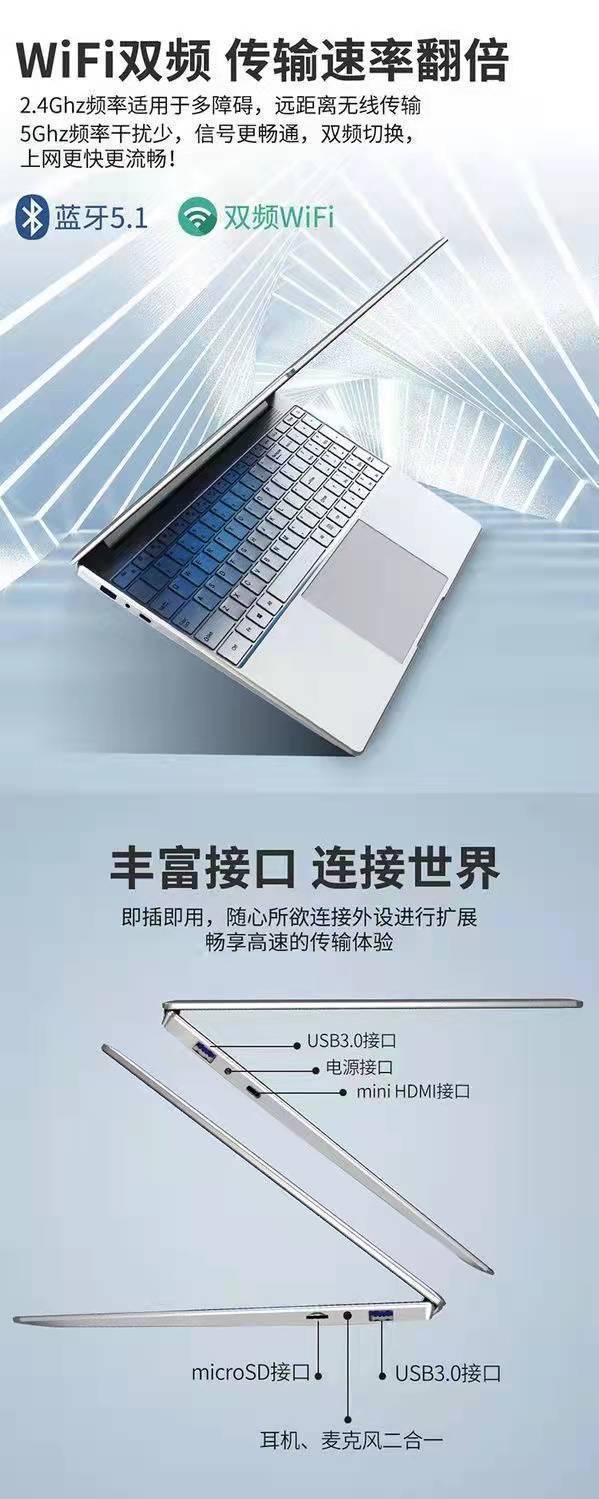 WiFi双频 传输速率翻倍
2.4Ghz频率适用于多障碍，远距离无线传输
5Ghz频率干扰少，信号更畅通，双频切换，
上网更快更流畅！
蓝牙5.1 双频WiFi
丰富接口 连接世界
即插即用，随心所欲连接外设进行扩展
畅享高速的传输体验
USB3.0接口
电源接口
mini HDMI接口
microSD接口
USB3.0接口
耳机、麦克风二合一